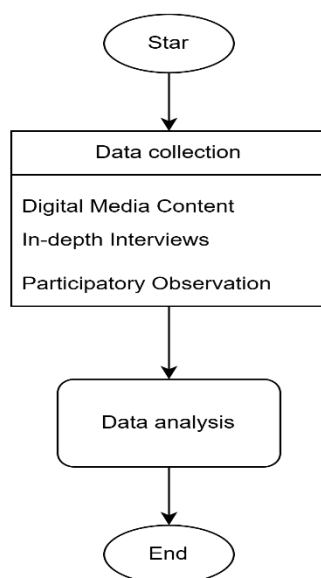 Star
Data collection
Digital Media Content
In-depth Interviews
Participatory Observation
Data analysis
End